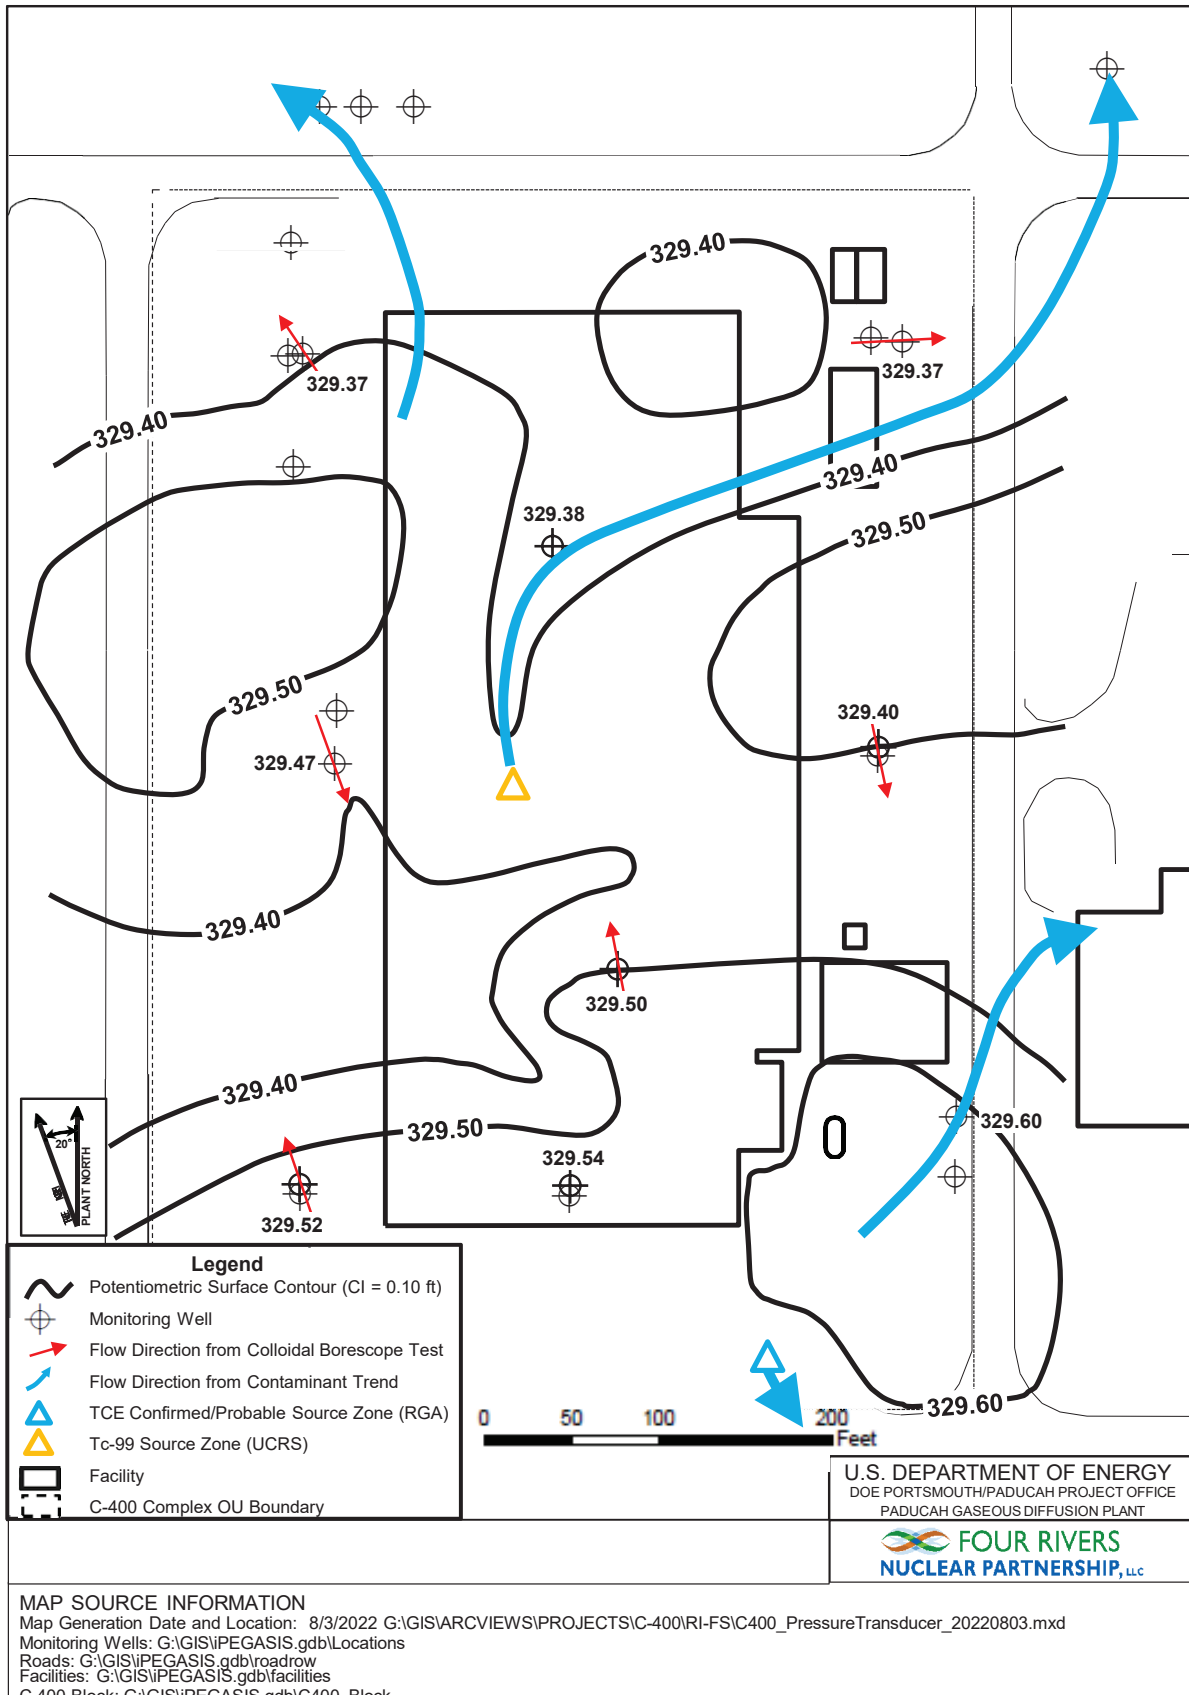 329.40
329.37
329.37
329.40
329.40
329.38
329.50
329.50
329.40
329.47
329.40
329.50
329.40
329.60
329.50
329.54
329.52
20°
PLANT NORTH
329.60
Legend
Potentiometric Surface Contour (CI = 0.10 ft)
Monitoring Well
Flow Direction from Colloidal Borescope Test
Flow Direction from Contaminant Trend
TCE Confirmed/Probable Source Zone (RGA)
Tc-99 Source Zone (UCRS)
Facility
C-400 Complex OU Boundary
0 50 100 200
Feet
U.S. DEPARTMENT OF ENERGY
DOE PORTSMOUTH/PADUCAH PROJECT OFFICE
PADUCAH GASEOUS DIFFUSION PLANT
FOUR RIVERS
NUCLEAR PARTNERSHIP, LLC
MAP SOURCE INFORMATION
Map Generation Date and Location: 8/3/2022 G:\GIS\ARCVIEWS\PROJECTS\C-400\RI-FS\C400_PressureTransducer_20220803.mxd
Monitoring Wells: G:\GIS\iPEGASIS.gdb\Locations
Roads: G:\GIS\iPEGASIS.gdb\roadrow
Facilities: G:\GIS\iPEGASIS.gdb\facilities
C-400 Block: G:\GIS\iPEGASIS.gdb\C400_Block